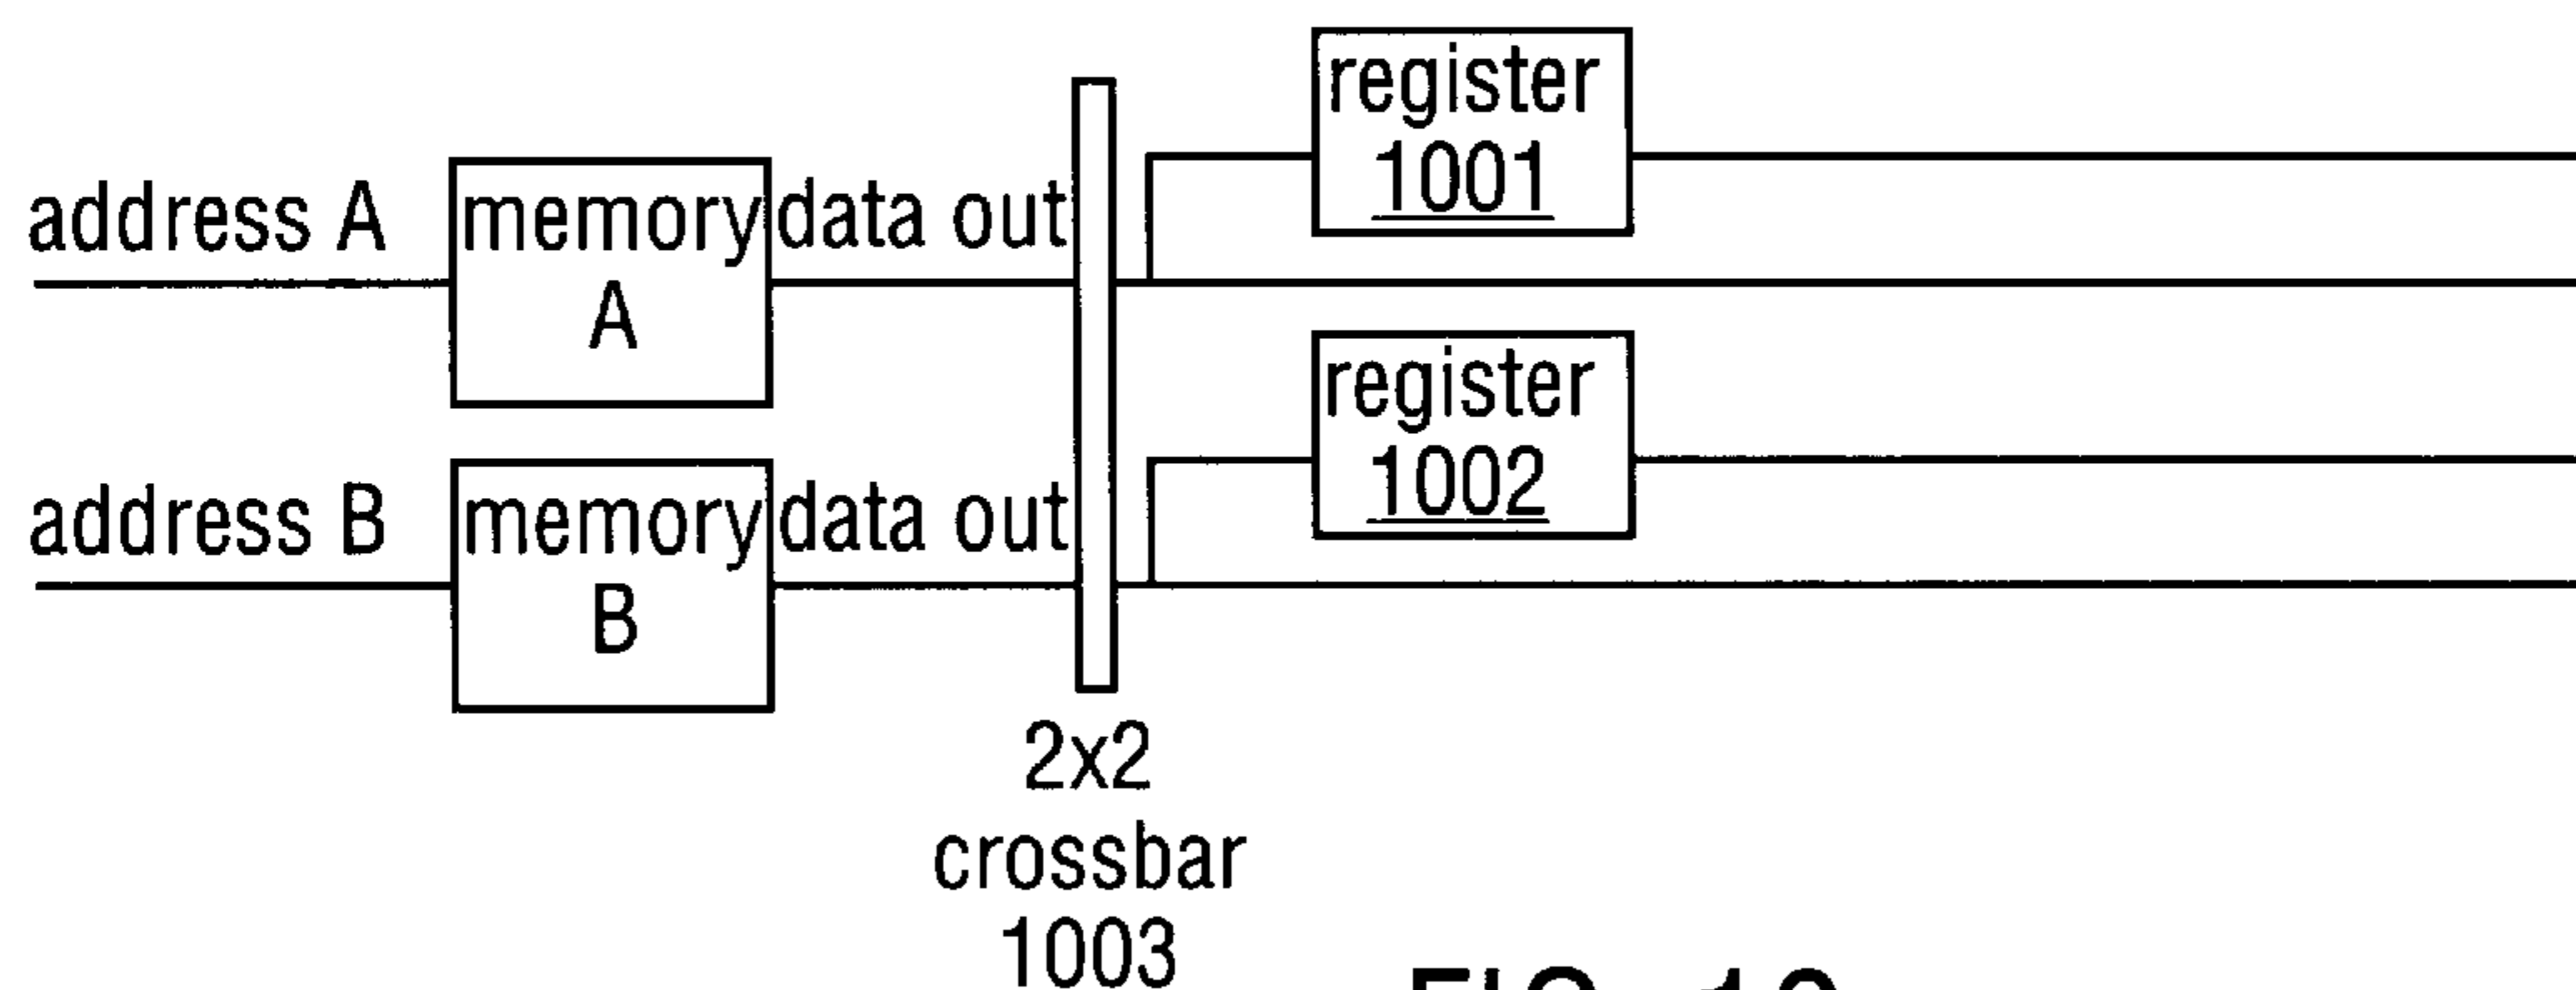 register
1001
address A
memory
A
data out
register
1002
address B
memory
B
data out
2x2
crossbar
1003